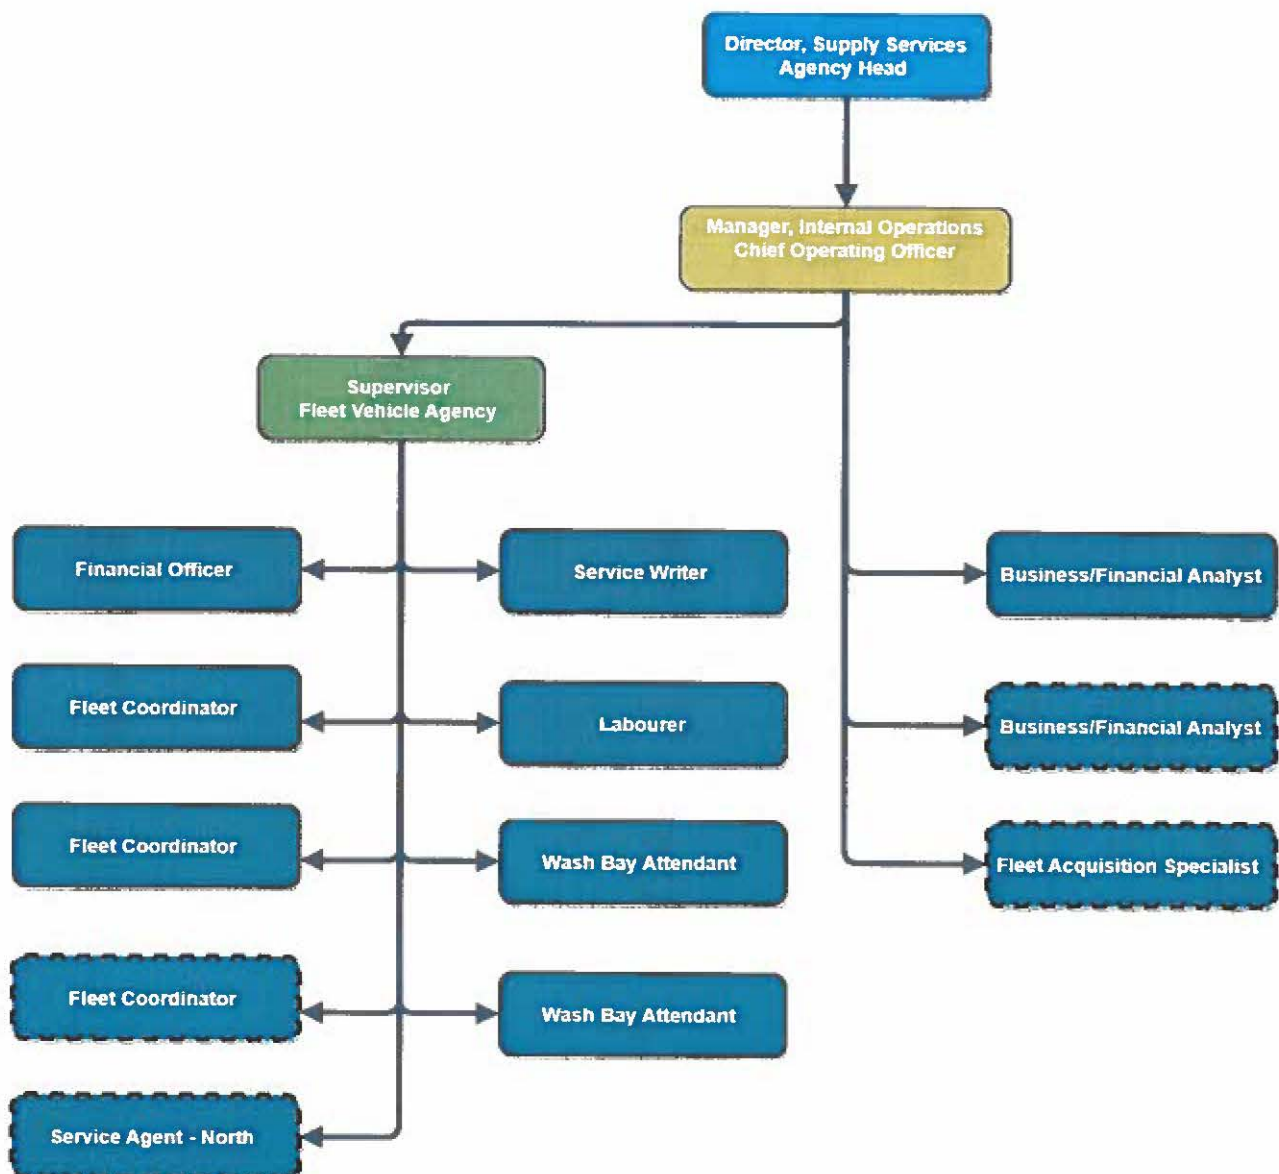 Director, Supply Services
Agency Head
Manager, Internal Operations
Chief Operating Officer
Supervisor
Fleet Vehicle Agency
Financial Officer
Service Writer
Business/Financial Analyst
Fleet Coordinator
Labourer
Business/Financial Analyst
Fleet Coordinator
Wash Bay Attendant
Fleet Acquisition Specialist
Fleet Coordinator
Wash Bay Attendant
Service Agent - North